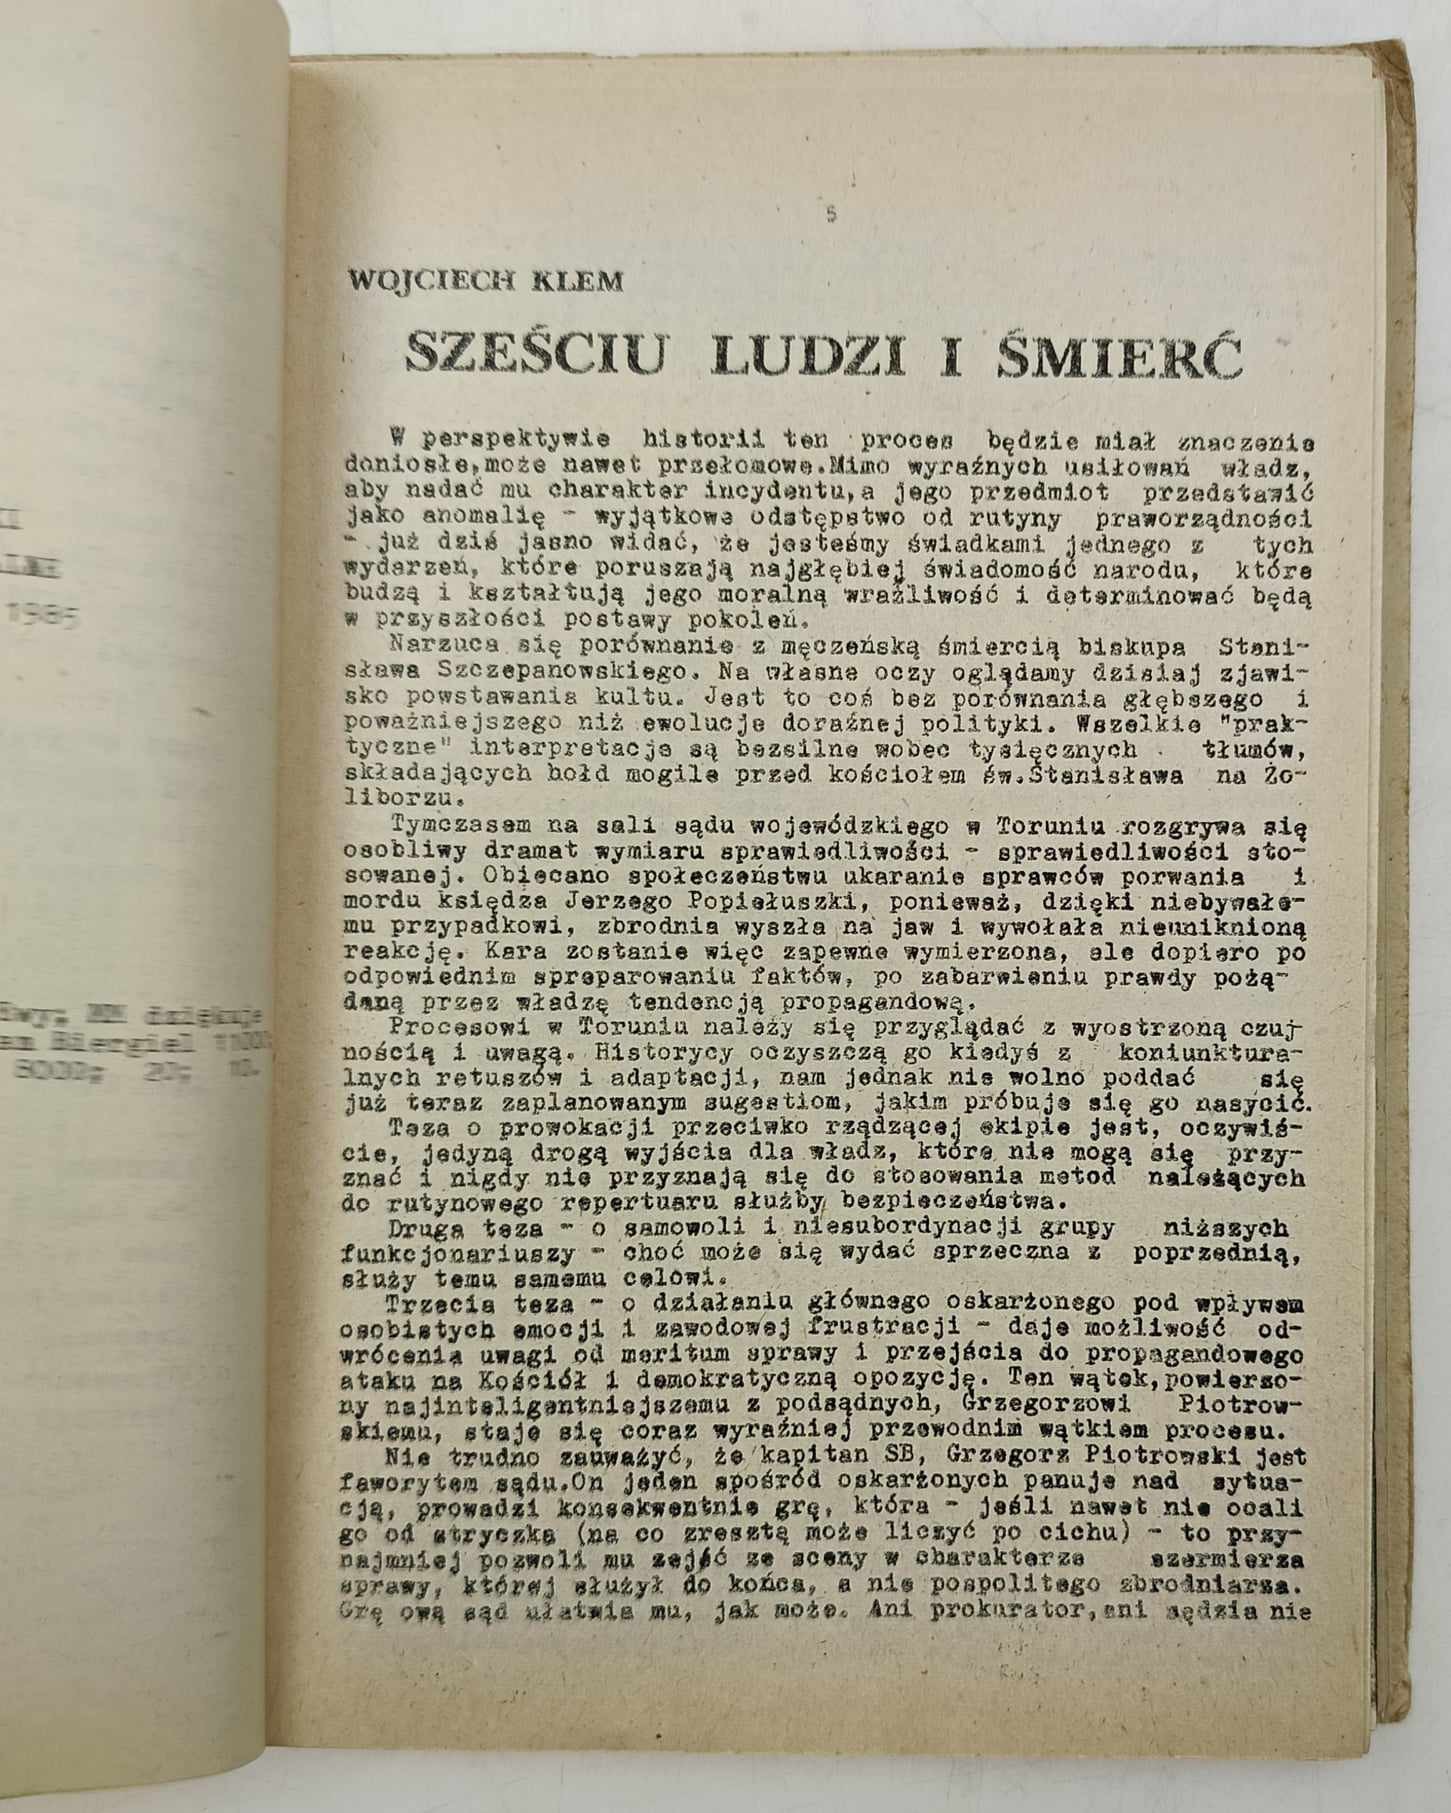 1985
dziękuje
Biergiel
8000; 20; 10.
5
WOJCIECH KLEM
SZEŚCIU LUDZI I ŚMIERĆ
W perspektywie historii ten proces będzie miał znaczenie
doniosłe,może nawet przełomowe.Mimo wyraźnych usiłowań władz,
aby nadać mu charakter incydentu,a jego przedmiot przedstawić
jako anomalię - wyjątkowe odstępstwo od rutyny praworządności
- już dziś jasno widać, że jesteśmy świadkami jednego z tych
wydarzeń, które poruszają najgłębiej świadomość narodu, które
budzą i kształtują jego moralną wrażliwość i determinować będą
w przyszłości postawy pokoleń.
Narzuca się porównanie z męczeńską śmiercią biskupa Stani-
sława Szczepanowskiego. Na własne oczy oglądamy dzisiaj zjawi-
sko powstawania kultu. Jest to coś bez porównania głębszego i
poważniejszego niż ewolucje doraźnej polityki. Wszelkie "prak-
tyczne" interpretacje są bezsilne wobec tysięcznych tłumów,
składających hołd mogile przed kościołem św.Stanisława na Żo-
liborzu.
Tymczasem na sali sądu wojewódzkiego w Toruniu rozgrywa się
osobliwy dramat wymiaru sprawiedliwości - sprawiedliwości sto-
sowanej. Obiecano społeczeństwu ukaranie sprawców porwania i
mordu księdza Jerzego Popiełuszki, ponieważ, dzięki niebywałe-
mu przypadkowi, zbrodnia wyszła na jaw i wywołała nieuniknioną
reakcję. Kara zostanie więc zapewne wymierzona, ale dopiero po
odpowiednim spreparowaniu faktów, po zabarwieniu prawdy pożą-
daną przez władzę tendencją propagandową.
Procesowi w Toruniu należy się przyglądać z wyostrzoną czuj-
nością i uwagą. Historycy oczyszczą go kiedyś z koniunktura-
lnych retuszów i adaptacji, nam jednak nie wolno poddać się
już teraz zaplanowanym sugestiom, jakim próbuje się go nasycić.
Teza o prowokacji przeciwko rządzącej ekipie jest, oczywiś-
cie, jedyną drogą wyjścia dla władz, które nie mogą się przy-
znać i nigdy nie przyznają się do stosowania metod należących
do rutynowego repertuaru służby bezpieczeństwa.
Druga teza - o samowoli i niesubordynacji grupy niższych
funkcjonariuszy - choć może się wydać sprzeczna z poprzednią,
służy temu samemu celowi.
Trzecia teza - o działaniu głównego oskarżonego pod wpływem
osobistych emocji i zawodowej frustracji - daje możliwość od-
wrócenia uwagi od meritum sprawy i przejścia do propagandowego
ataku na Kościół i demokratyczną opozycję. Ten wątek,powierzo-
ny najinteligentniejszemu z podsądnych, Grzegorzowi Piotrow-
skiemu, staje się coraz wyraźniej przewodnim wątkiem procesu.
Nie trudno zauważyć, że kapitan SB, Grzegorz Piotrowski jest
faworytem sądu.On jeden spośród oskarżonych panuje nad sytua-
cją, prowadzi konsekwentnie grę, która - jeśli nawet nie ocali
go od stryczka (na co zresztą może liczyć po cichu) - to przy-
najmniej pozwoli mu zejść ze sceny w charakterze szermierza
sprawy, której służył do końca, a nie pospolitego zbrodniarza.
Grę ową sąd ułatwia mu, jak może. Ani prokurator,ani sędzia nie